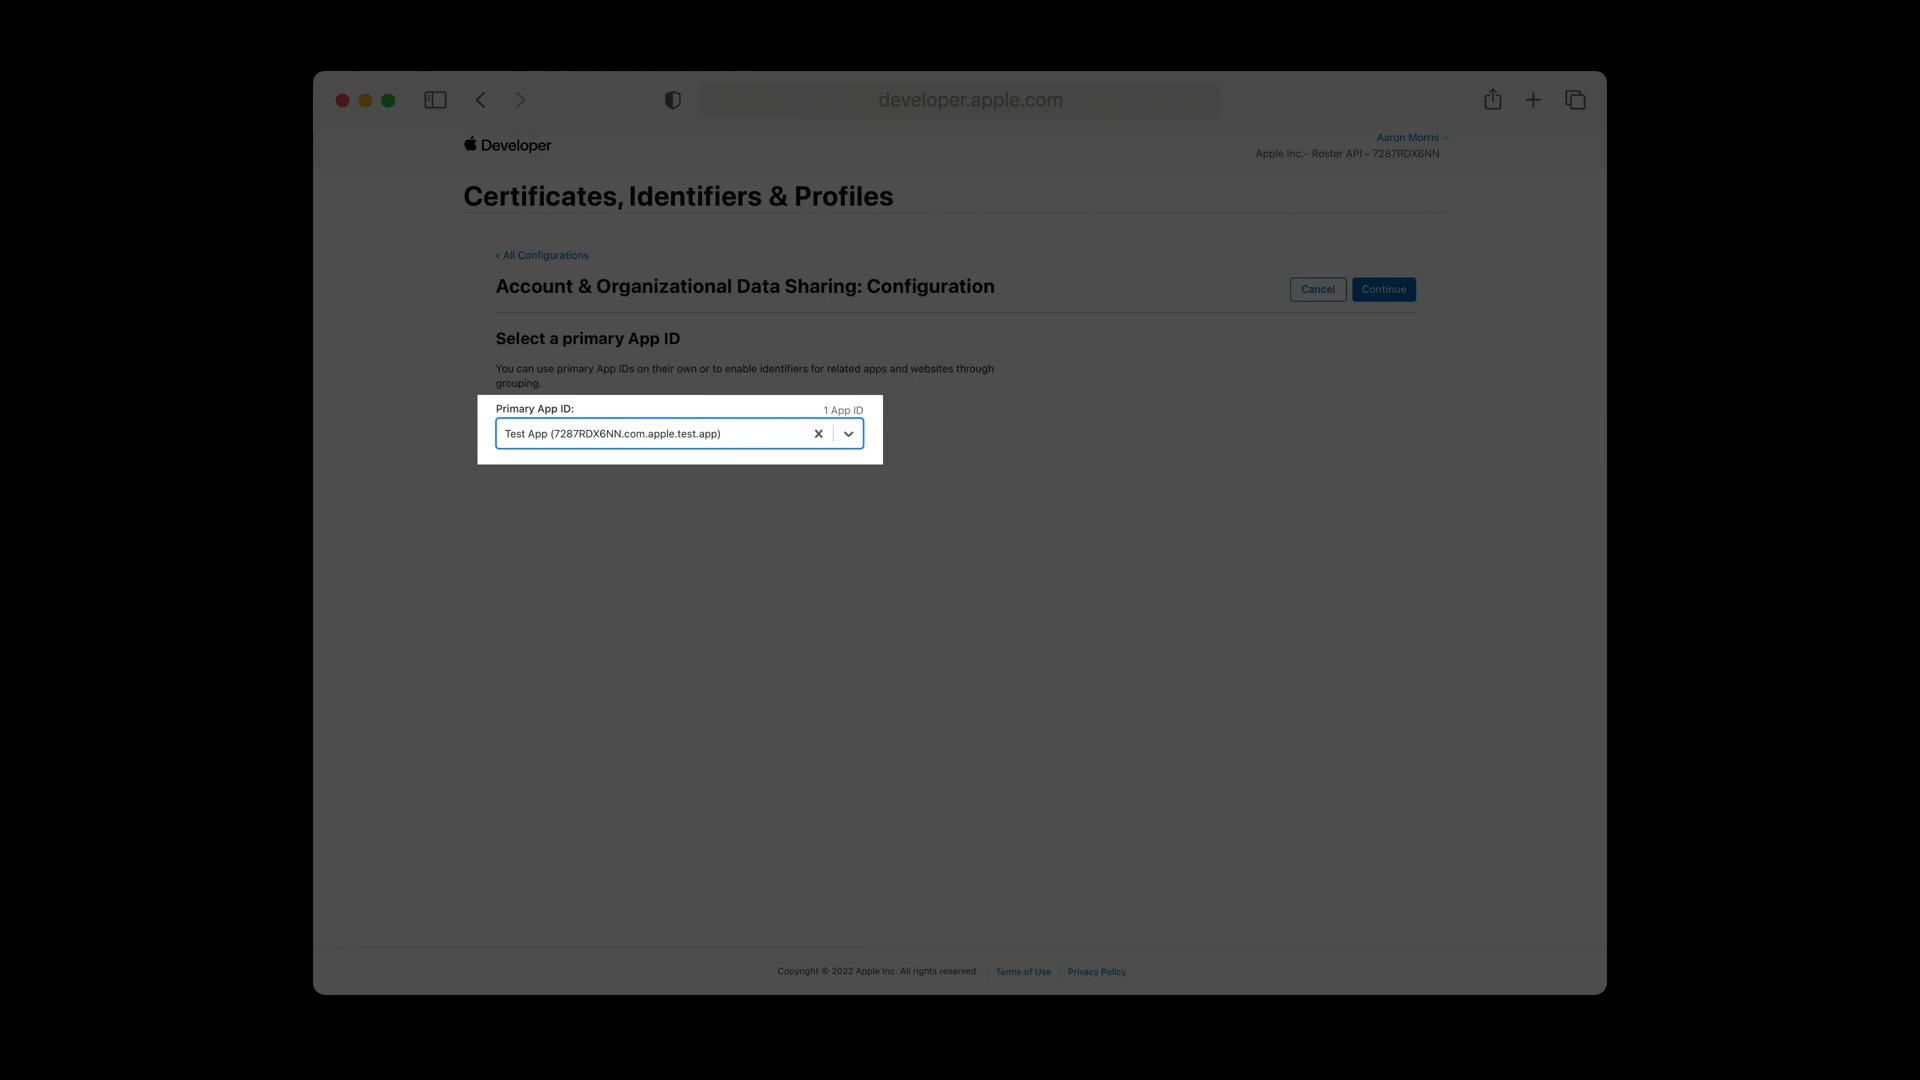 developer.apple.com
Developer
Aaron Morris
Apple Inc.- Roster API - 7287RDX6NN
Certificates, Identifiers & Profiles
‹ All Configurations
Account & Organizational Data Sharing: Configuration
Cancel
Continue
Select a primary App ID
You can use primary App IDs on their own or to enable identifiers for related apps and websites through
grouping.
Primary App ID:
1 App ID
Test App (7287RDX6NN.com.apple.test.app)
Copyright © 2022 Apple Inc. All rights reserved.
Terms of Use
Privacy Policy